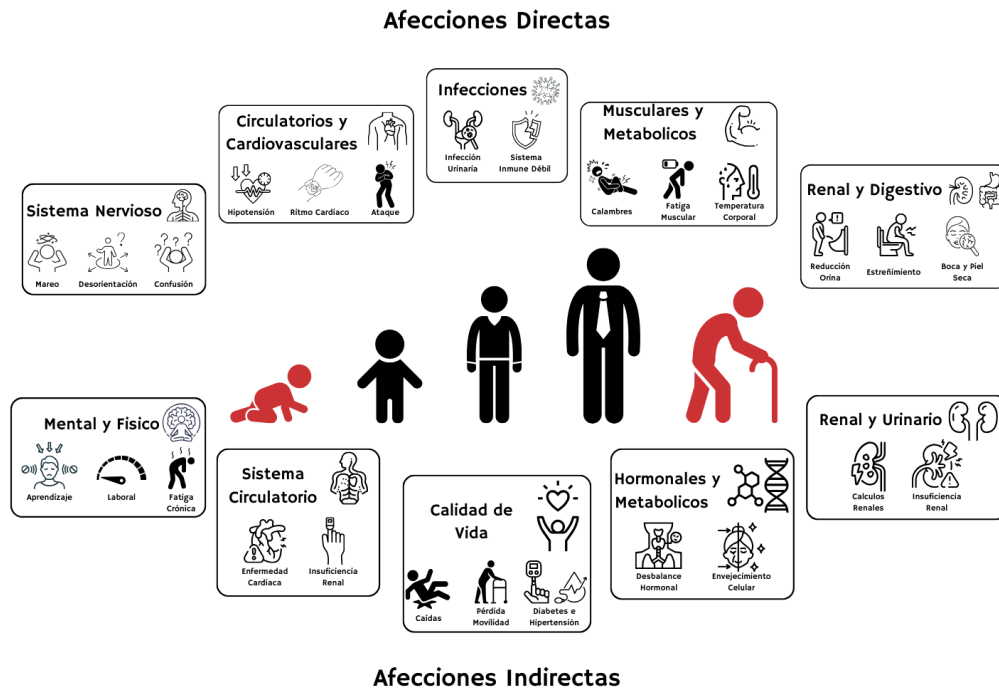 Afecciones Directas
Infecciones
Infección
Urinaria
Sistema
Inmune Débil
Circulatorios y
Cardiovasculares
Hipotensión
Ritmo Cardiaco
Ataque
Musculares y
Metabolicos
Calambres
Fatiga
Muscular
Temperatura
Corporal
Sistema Nervioso
Mareo
Desorientación
Confusión
Renal y Digestivo
Reducción
Orina
Estreñimiento
Boca y Piel
Seca
Mental y Fisico
Aprendizaje
Laboral
Fatiga
Crónica
Sistema
Circulatorio
Enfermedad
Cardíaca
Insuficiencia
Renal
Calidad de
Vida
Caídas
Pérdida
Movilidad
Diabetes e
Hipertensión
Hormonales y
Metabolicos
Desbalance
Hormonal
Envejecimiento
Celular
Renal y Urinario
Calculos
Renales
Insuficiencia
Renal
Afecciones Indirectas